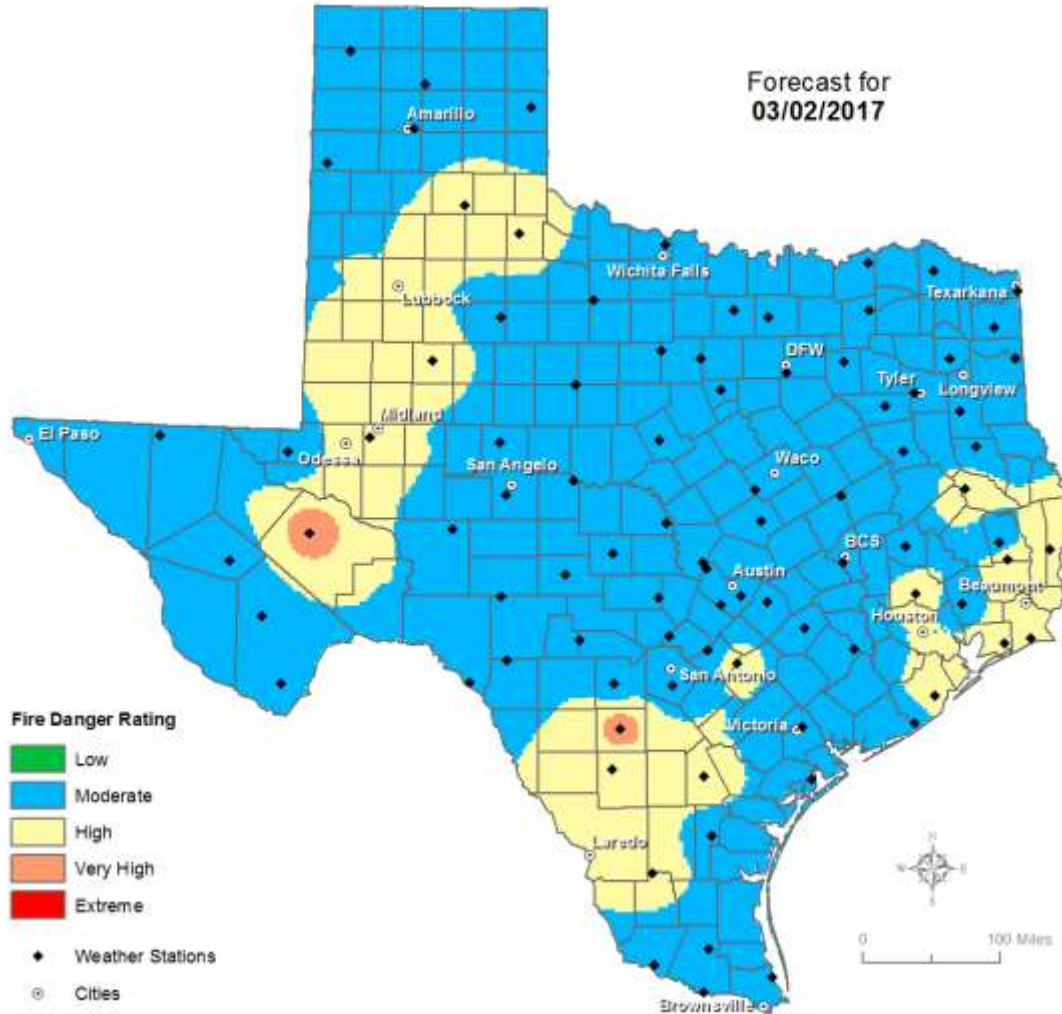 Forecast for
03/02/2017
Amarillo
Wichita Falls
Lubbock
Texarkana
DFW
Tyler
Longview
Midland
El Paso
Odessa
San Angelo
Waco
BCS
Austin
Beaumont
Houston
San Antonio
Victoria
Laredo
Brownsville
Fire Danger Rating
Low
Moderate
High
Very High
Extreme
Weather Stations
Cities
N
W E
S
0 100 Miles